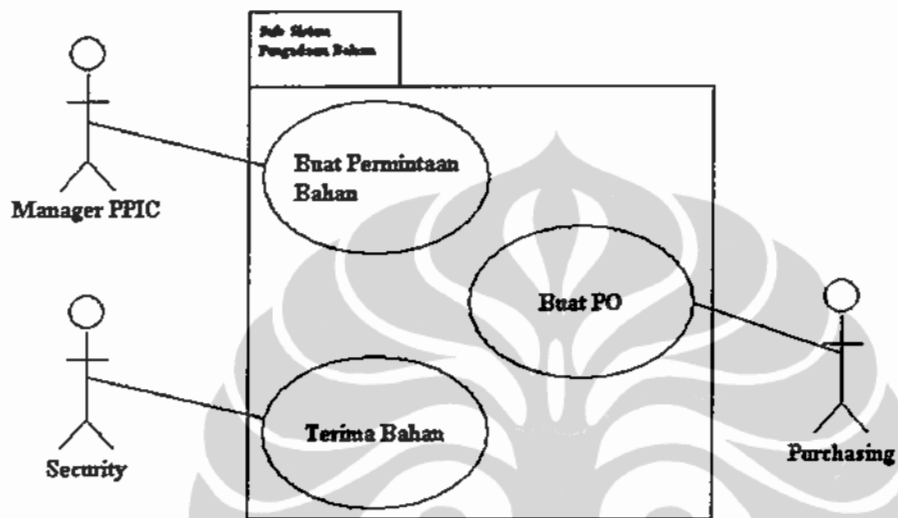 Sub Sistem
Pengadaan Bahan
Buat Permintaan
Bahan
Manager PPIC
Buat PO
Terima Bahan
Security
Purchasing